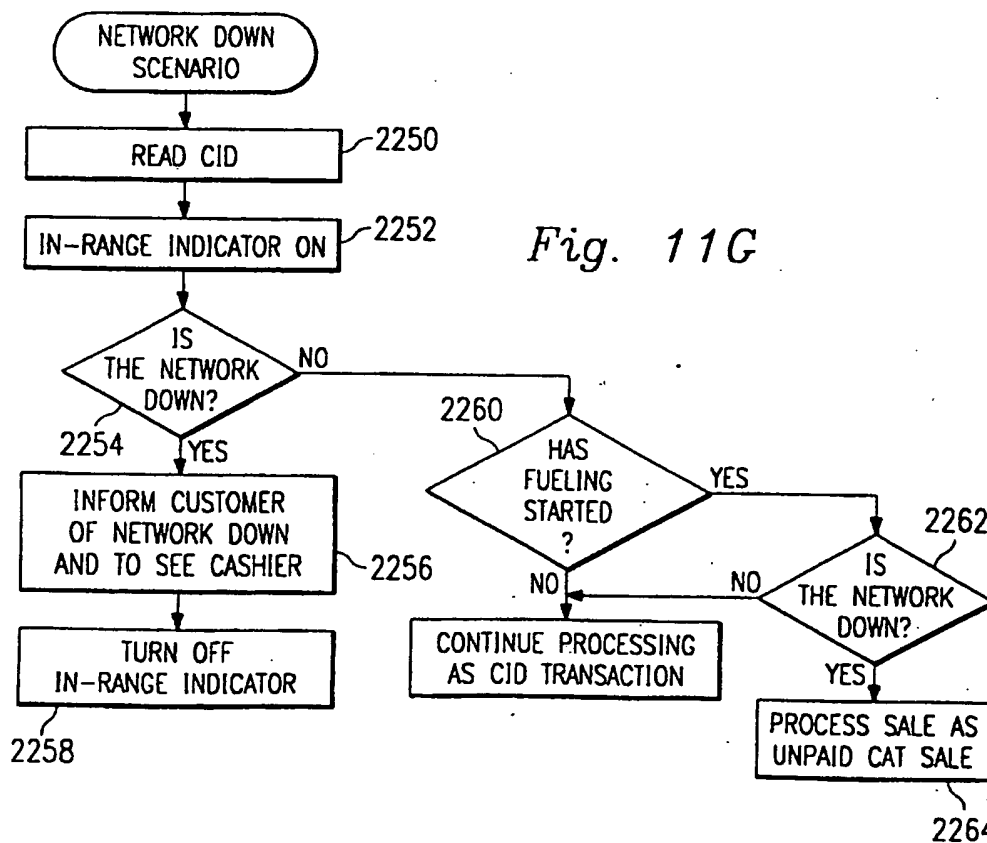 NETWORK DOWN
SCENARIO
2250
READ CID
2252
IN-RANGE INDICATOR ON
Fig. 11G
IS
THE NETWORK
DOWN?
NO
2254
YES
2260
HAS
FUELING
STARTED
?
YES
NO
INFORM CUSTOMER
OF NETWORK DOWN
AND TO SEE CASHIER
2256
2262
IS
THE NETWORK
DOWN?
NO
YES
CONTINUE PROCESSING
AS CID TRANSACTION
TURN OFF
IN-RANGE INDICATOR
2258
PROCESS SALE AS
UNPAID CAT SALE
2264